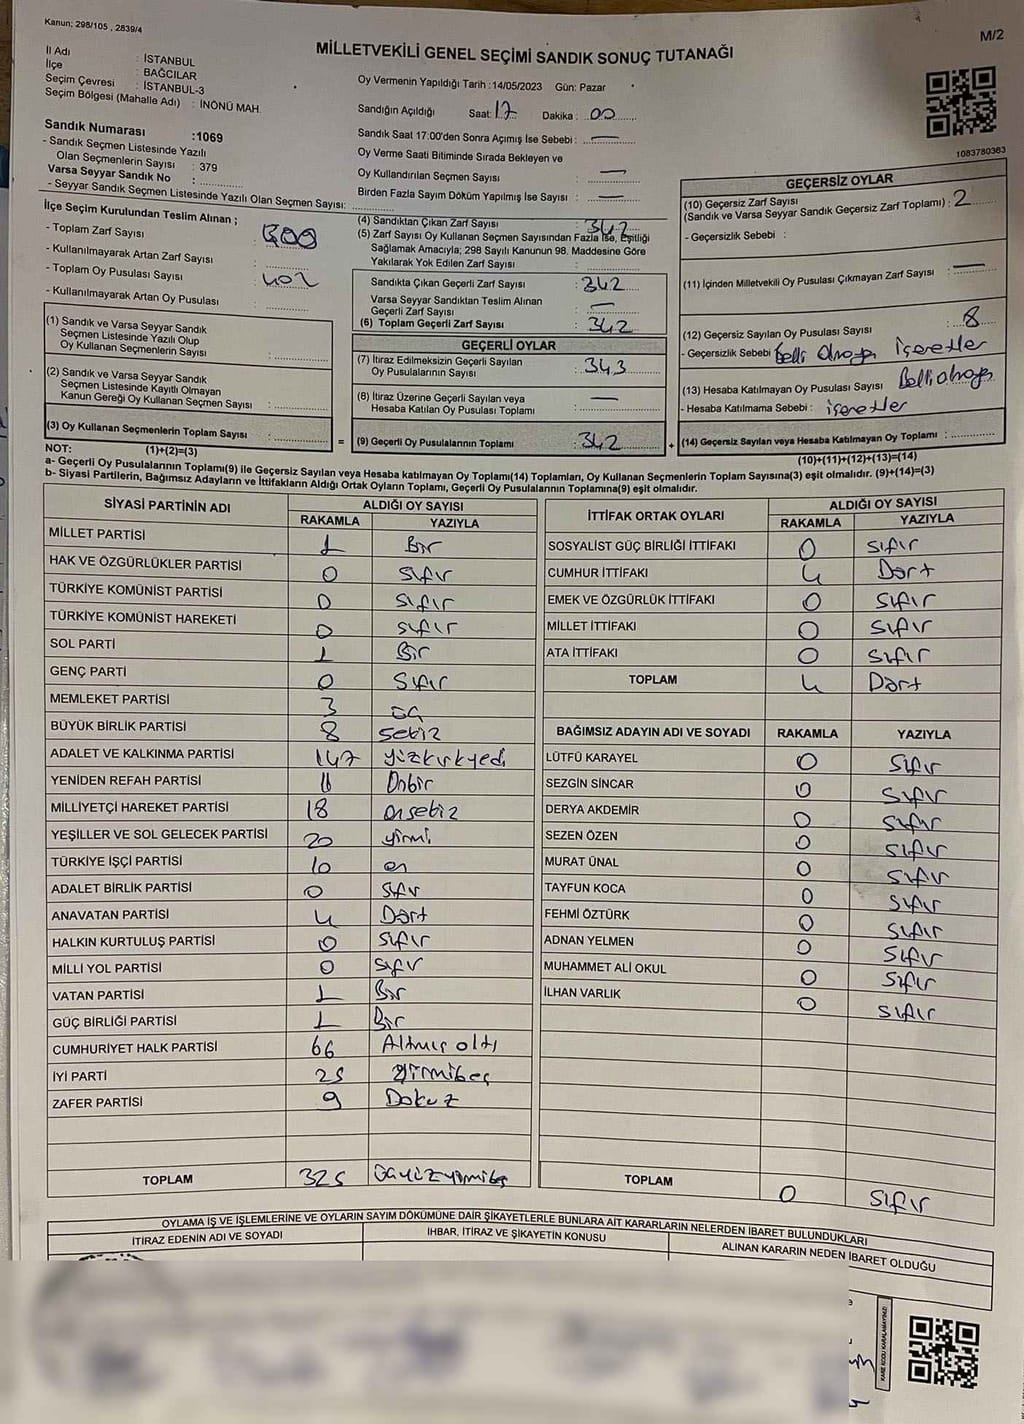 Kanun: 298/105 , 2839/4
M/2
MİLLETVEKİLİ GENEL SEÇİMİ SANDIK SONUÇ TUTANAĞI
İl Adı : İSTANBUL
İlçe : BAĞCILAR
Seçim Çevresi : İSTANBUL-3
Seçim Bölgesi (Mahalle Adı) : İNÖNÜ MAH.
Sandık Numarası :1069
- Sandık Seçmen Listesinde Yazılı
Olan Seçmenlerin Sayısı : 379
Varsa Seyyar Sandık No :
- Seyyar Sandık Seçmen Listesinde Yazılı Olan Seçmen Sayısı:
Oy Vermenin Yapıldığı Tarih :14/05/2023 Gün: Pazar
Sandığın Açıldığı Saat: 17 Dakika : 00
Sandık Saat 17:00'den Sonra Açımış İse Sebebi : —
Oy Verme Saati Bitiminde Sırada Bekleyen ve
Oy Kullandırılan Seçmen Sayısı —
Birden Fazla Sayım Döküm Yapılmış İse Sayısı : —
1083780363
İlçe Seçim Kurulundan Teslim Alınan ;
- Toplam Zarf Sayısı :
- Kullanılmayarak Artan Zarf Sayısı
- Toplam Oy Pusulası Sayısı : 402
- Kullanılmayarak Artan Oy Pusulası
(1) Sandık ve Varsa Seyyar Sandık
Seçmen Listesinde Yazılı Olup
Oy Kullanan Seçmenlerin Sayısı :
(2) Sandık ve Varsa Seyyar Sandık
Seçmen Listesinde Kayıtlı Olmayan
Kanun Gereği Oy Kullanan Seçmen Sayısı :
(3) Oy Kullanan Seçmenlerin Toplam Sayısı :
(1)+(2)=(3)
(4) Sandıktan Çıkan Zarf Sayısı : 342
(5) Zarf Sayısı Oy Kullanan Seçmen Sayısından Fazla İse, Eşitliği
Sağlamak Amacıyla; 298 Sayılı Kanunun 98. Maddesine Göre
Yakılarak Yok Edilen Zarf Sayısı :
Sandıkta Çıkan Geçerli Zarf Sayısı : 342
Varsa Seyyar Sandıktan Teslim Alınan
Geçerli Zarf Sayısı : —
(6) Toplam Geçerli Zarf Sayısı : 342
GEÇERLİ OYLAR
(7) İtiraz Edilmeksizin Geçerli Sayılan
Oy Pusulalarının Sayısı : 343
(8) İtiraz Üzerine Geçerli Sayılan veya
Hesaba Katılan Oy Pusulası Toplamı : —
= (9) Geçerli Oy Pusulalarının Toplamı : 342 +
GEÇERSİZ OYLAR
(10) Geçersiz Zarf Sayısı
(Sandık ve Varsa Seyyar Sandık Geçersiz Zarf Toplamı) : 2
- Geçersizlik Sebebi :
(11) İçinden Milletvekili Oy Pusulası Çıkmayan Zarf Sayısı : —
(12) Geçersiz Sayılan Oy Pusulası Sayısı : 8
- Geçersizlik Sebebi : Belli Olmayan İşaretler
(13) Hesaba Katılmayan Oy Pusulası Sayısı Belli olmayan
- Hesaba Katılmama Sebebi : işaretler
(14) Geçersiz Sayılan veya Hesaba Katılmayan Oy Toplamı :
(10)+(11)+(12)+(13)=(14)
NOT:
a- Geçerli Oy Pusulalarının Toplamı(9) ile Geçersiz Sayılan veya Hesaba katılmayan Oy Toplamı(14) Toplamları, Oy Kullanan Seçmenlerin Toplam Sayısına(3) eşit olmalıdır. (9)+(14)=(3)
b- Siyasi Partilerin, Bağımsız Adayların ve İttifakların Aldığı Ortak Oyların Toplamı, Geçerli Oy Pusulalarının Toplamına(9) eşit olmalıdır.
SİYASİ PARTİNİN ADI ALDIĞI OY SAYISI
RAKAMLA YAZIYLA
MİLLET PARTİSİ 1 Bir
HAK VE ÖZGÜRLÜKLER PARTİSİ 0 Sıfır
TÜRKİYE KOMÜNİST PARTİSİ 0 Sıfır
TÜRKİYE KOMÜNİST HAREKETİ 0 Sıfır
SOL PARTİ 1 Bir
GENÇ PARTİ 0 Sıfır
MEMLEKET PARTİSİ 3 üç
BÜYÜK BİRLİK PARTİSİ 8 sekiz
ADALET VE KALKINMA PARTİSİ 147 yüzkırkyedi
YENİDEN REFAH PARTİSİ 11 Onbir
MİLLİYETÇİ HAREKET PARTİSİ 18 onsekiz
YEŞİLLER VE SOL GELECEK PARTİSİ 20 yirmi
TÜRKİYE İŞÇİ PARTİSİ 10 on
ADALET BİRLİK PARTİSİ 0 Sıfır
ANAVATAN PARTİSİ 4 Dört
HALKIN KURTULUŞ PARTİSİ 0 Sıfır
MİLLİ YOL PARTİSİ 0 Sıfır
VATAN PARTİSİ 1 Bir
GÜÇ BİRLİĞİ PARTİSİ 1 Bir
CUMHURİYET HALK PARTİSİ 66 Altmış altı
İYİ PARTİ 25 Yirmibeş
ZAFER PARTİSİ 9 Dokuz
TOPLAM 325 üçyüzyirmibeş
İTTİFAK ORTAK OYLARI ALDIĞI OY SAYISI
RAKAMLA YAZIYLA
SOSYALİST GÜÇ BİRLİĞİ İTTİFAKI 0 Sıfır
CUMHUR İTTİFAKI 4 Dört
EMEK VE ÖZGÜRLÜK İTTİFAKI 0 Sıfır
MİLLET İTTİFAKI 0 Sıfır
ATA İTTİFAKI 0 Sıfır
TOPLAM 4 Dört
BAĞIMSIZ ADAYIN ADI VE SOYADI RAKAMLA YAZIYLA
LÜTFÜ KARAYEL 0 Sıfır
SEZGİN SİNCAR 0 Sıfır
DERYA AKDEMİR 0 Sıfır
SEZEN ÖZEN 0 Sıfır
MURAT ÜNAL 0 Sıfır
TAYFUN KOCA 0 Sıfır
FEHMİ ÖZTÜRK 0 Sıfır
ADNAN YELMEN 0 Sıfır
MUHAMMET ALİ OKUL 0 Sıfır
İLHAN VARLIK 0 Sıfır
TOPLAM 0 Sıfır
OYLAMA İŞ VE İŞLEMLERİNE VE OYLARIN SAYIM DÖKÜMÜNE DAİR ŞİKAYETLERLE BUNLARA AİT KARARLARIN NELERDEN İBARET BULUNDUKLARI
İTİRAZ EDENİN ADI VE SOYADI
İHBAR, İTİRAZ VE ŞİKAYETİN KONUSU
ALINAN KARARIN NEDEN İBARET OLDUĞU
KARE KODU KARALAMAYINIZ!